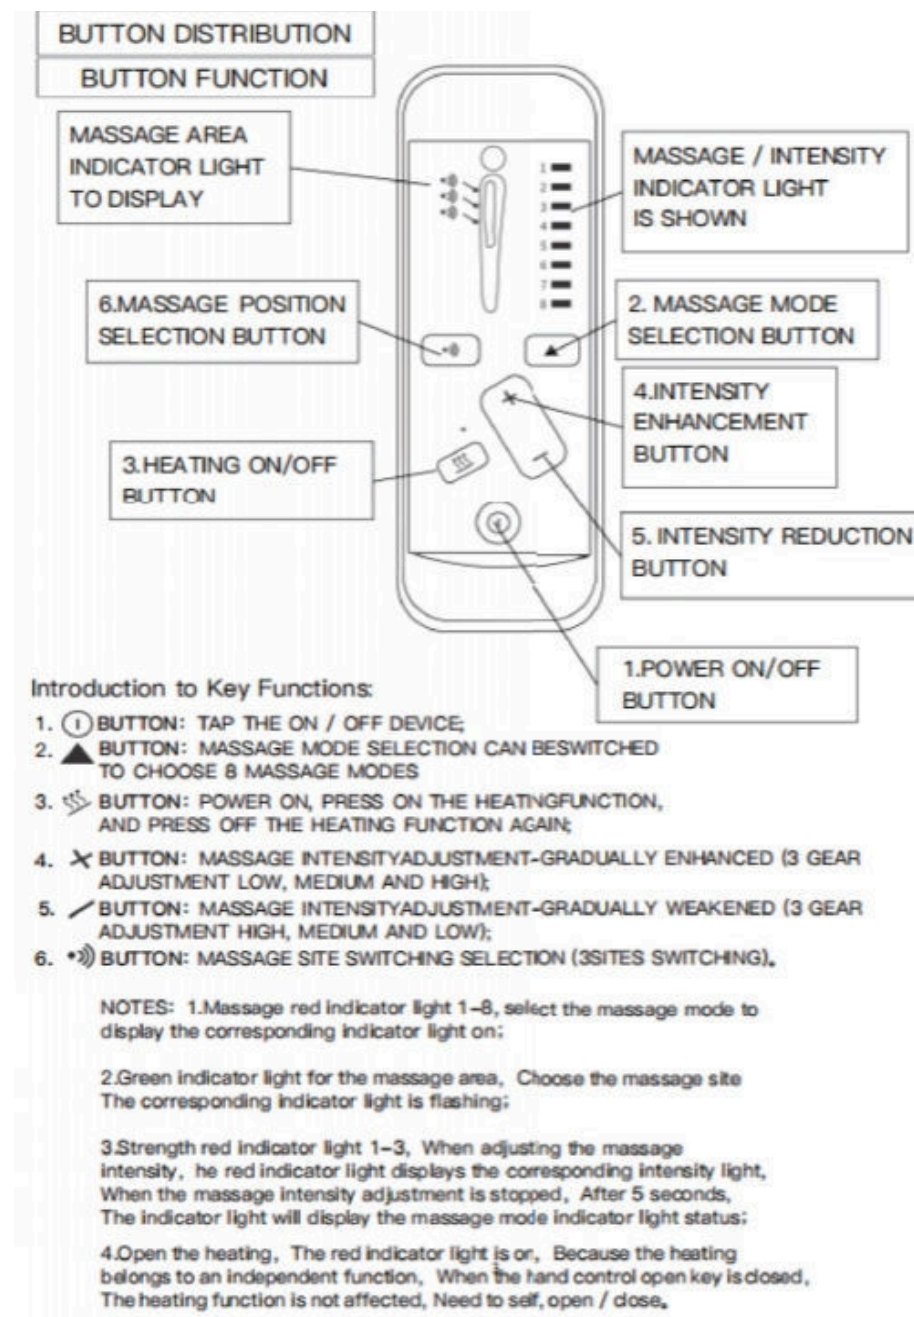 BUTTON DISTRIBUTION
BUTTON FUNCTION
MASSAGE AREA
INDICATOR LIGHT
TO DISPLAY
MASSAGE / INTENSITY
INDICATOR LIGHT
IS SHOWN
1
2
3
4
5
6
7
8
6.MASSAGE POSITION
SELECTION BUTTON
2. MASSAGE MODE
SELECTION BUTTON
4.INTENSITY
ENHANCEMENT
BUTTON
3.HEATING ON/OFF
BUTTON
5. INTENSITY REDUCTION
BUTTON
1.POWER ON/OFF
BUTTON
Introduction to Key Functions:
1. BUTTON: TAP THE ON / OFF DEVICE;
2. BUTTON: MASSAGE MODE SELECTION CAN BESWITCHED
TO CHOOSE 8 MASSAGE MODES
3. BUTTON: POWER ON, PRESS ON THE HEATINGFUNCTION,
AND PRESS OFF THE HEATING FUNCTION AGAIN;
4. BUTTON: MASSAGE INTENSITYADJUSTMENT-GRADUALLY ENHANCED (3 GEAR
ADJUSTMENT LOW, MEDIUM AND HIGH);
5. BUTTON: MASSAGE INTENSITYADJUSTMENT-GRADUALLY WEAKENED (3 GEAR
ADJUSTMENT HIGH, MEDIUM AND LOW);
6. BUTTON: MASSAGE SITE SWITCHING SELECTION (3SITES SWITCHING).
NOTES: 1.Massage red indicator light 1-8, select the massage mode to
display the corresponding indicator light on;
2.Green indicator light for the massage area, Choose the massage site
The corresponding indicator light is flashing;
3.Strength red indicator light 1-3, When adjusting the massage
intensity, he red indicator light displays the corresponding intensity light,
When the massage intensity adjustment is stopped, After 5 seconds,
The indicator light will display the massage mode indicator light status;
4.Open the heating, The red indicator light is on, Because the heating
belongs to an independent function, When the hand control open key is closed,
The heating function is not affected, Need to self, open / close.